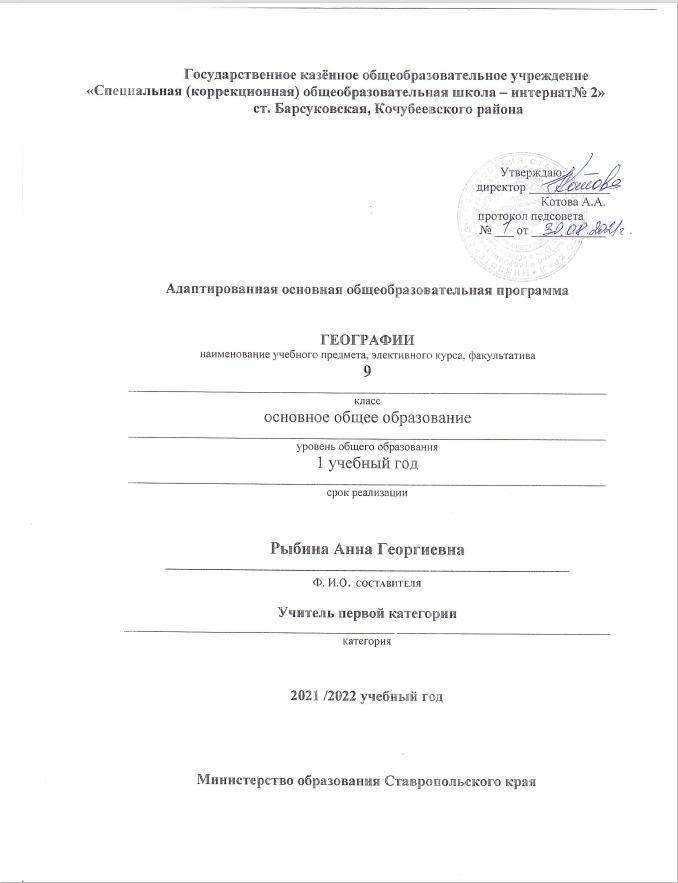 Государственное казённое общеобразовательное учреждение
«Специальная (коррекционная) общеобразовательная школа – интернат№ 2»
ст. Барсуковская, Кочубеевского района
Утверждаю:
директор ______________ Котова
Котова А.А.
протокол педсовета
№ 1 от 30.08.2021г.
Адаптированная основная общеобразовательная программа
ГЕОГРАФИИ
наименование учебного предмета, элективного курса, факультатива
9
класс
основное общее образование
уровень общего образования
1 учебный год
срок реализации
Рыбина Анна Георгиевна
Ф. И.О. СОСТАВИТЕЛЯ
Учитель первой категории
категория
2021 /2022 учебный год
Министерство образования Ставропольского края